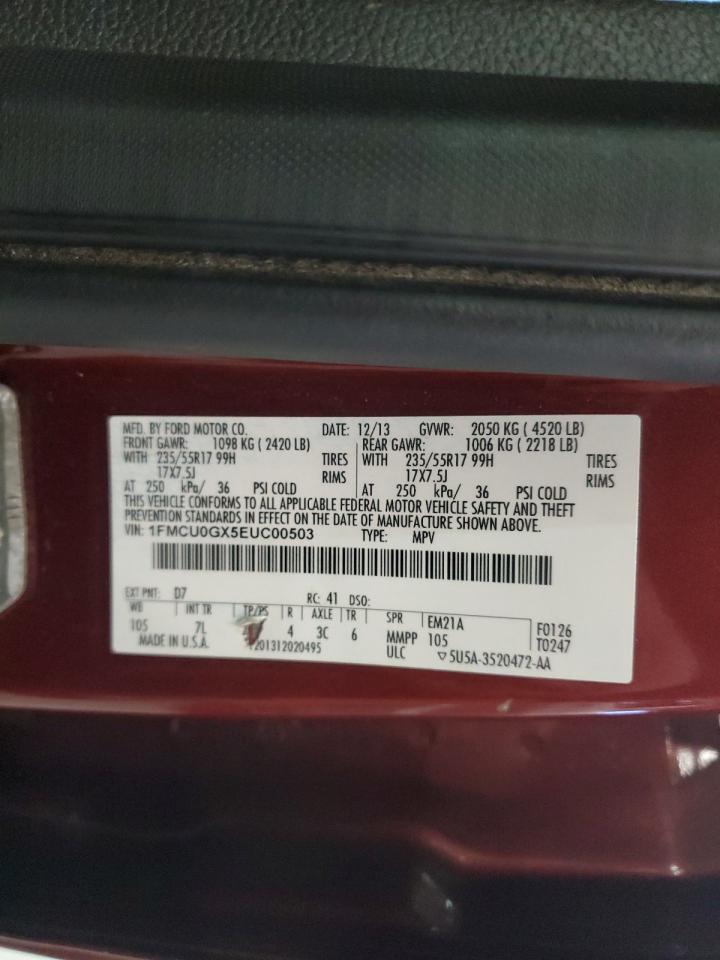 MFD. BY FORD MOTOR CO. DATE: 12/13 GVWR: 2050 KG ( 4520 LB)
FRONT GAWR: 1098 KG ( 2420 LB) REAR GAWR: 1006 KG ( 2218 LB)
WITH 235/55R17 99H TIRES WITH 235/55R17 99H TIRES
17X7.5J RIMS 17X7.5J RIMS
AT 250 kPa/ 36 PSI COLD AT 250 kPa/ 36 PSI COLD
THIS VEHICLE CONFORMS TO ALL APPLICABLE FEDERAL MOTOR VEHICLE SAFETY AND THEFT
PREVENTION STANDARDS IN EFFECT ON THE DATE OF MANUFACTURE SHOWN ABOVE.
VIN: 1FMCU0GX5EUC00503 TYPE: MPV
EXT PNT: D7 RC: 41 DSO:
WB INT TR TP/PS R AXLE TR SPR EM21A F0126
105 7L 4 3C 6 MMPP 105 T0247
MADE IN U.S.A. ULC ▽5U5A-3520472-AA